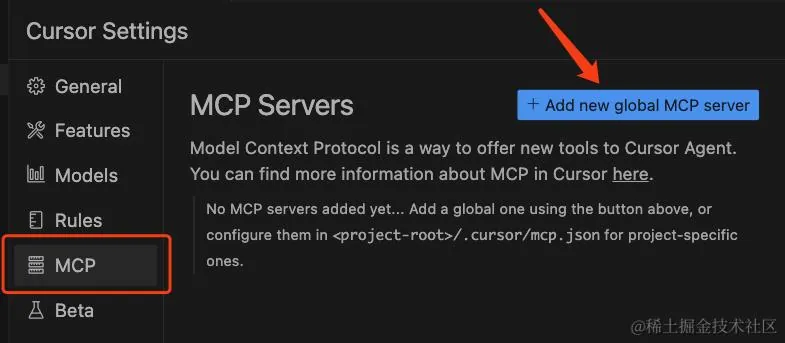 Cursor Settings
General
Features
Models
Rules
MCP
Beta
MCP Servers
+ Add new global MCP server
Model Context Protocol is a way to offer new tools to Cursor Agent.
You can find more information about MCP in Cursor here.
No MCP servers added yet... Add a global one using the button above, or
configure them in <project-root>/.cursor/mcp.json for project-specific
ones.
@稀土掘金技术社区